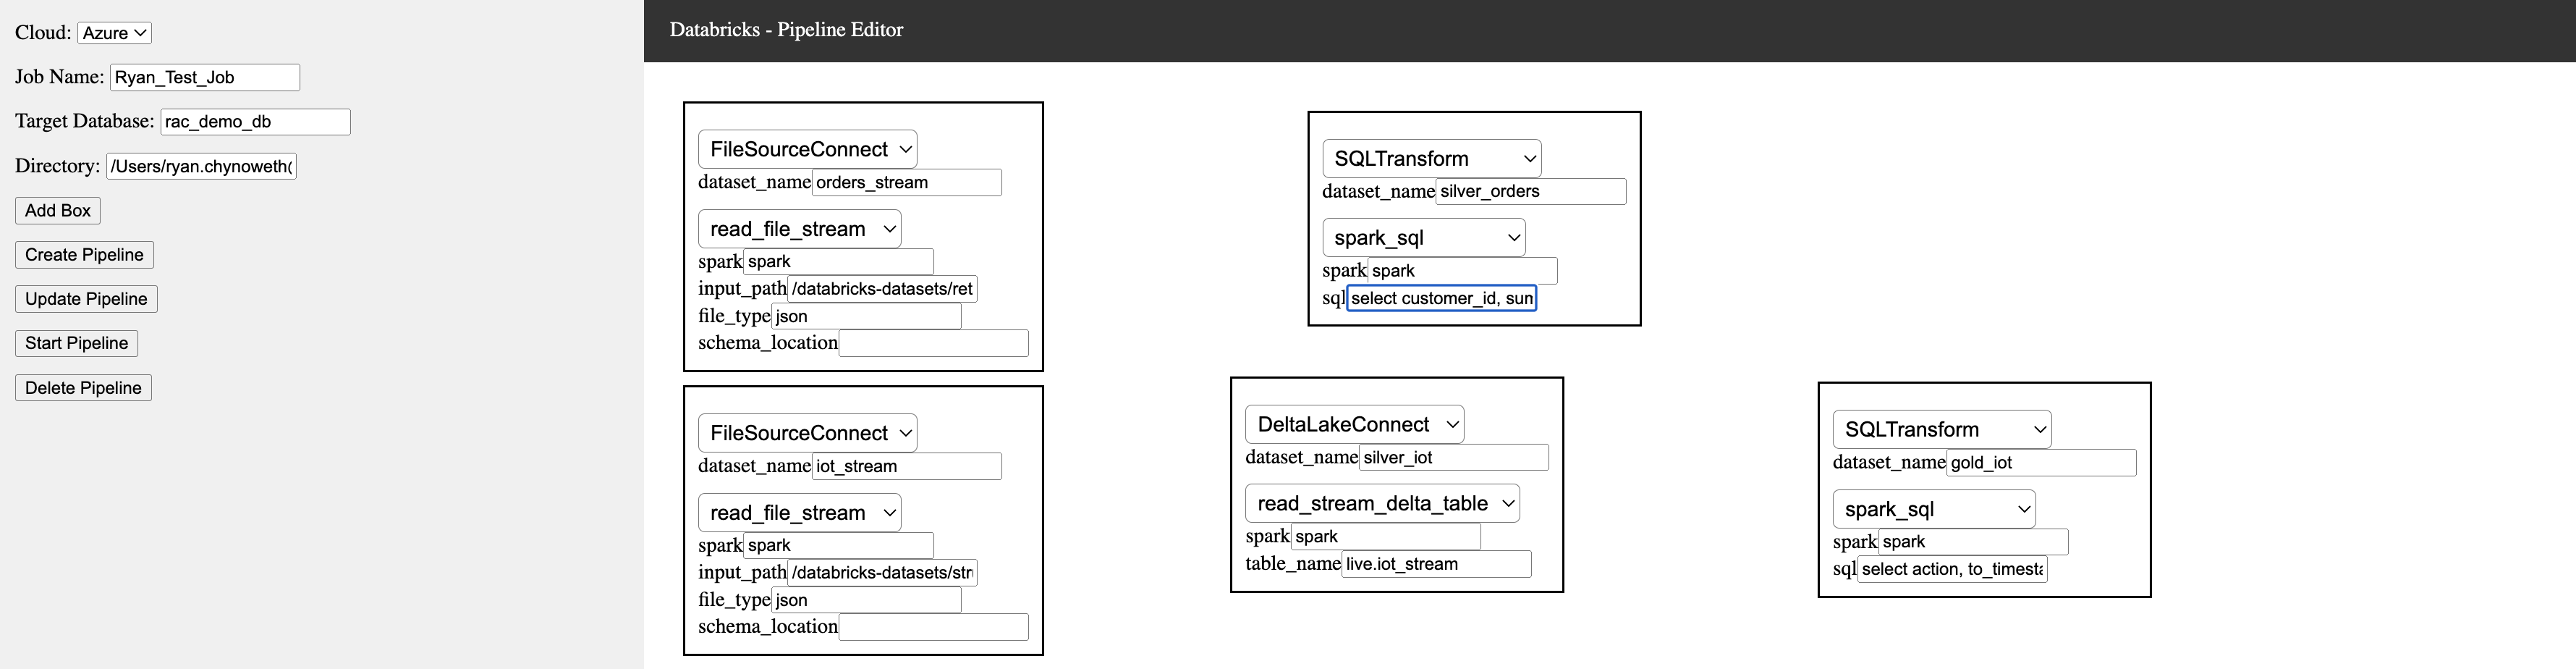 Cloud: Azure
Job Name: Ryan_Test_Job
Target Database: rac_demo_db
Directory: /Users/ryan.chynoweth(
Add Box
Create Pipeline
Update Pipeline
Start Pipeline
Delete Pipeline
Databricks - Pipeline Editor
FileSourceConnect
dataset_name orders_stream
read_file_stream
spark spark
input_path /databricks-datasets/ret
file_type json
schema_location
FileSourceConnect
dataset_name iot_stream
read_file_stream
spark spark
input_path /databricks-datasets/str
file_type json
schema_location
SQLTransform
dataset_name silver_orders
spark_sql
spark spark
sql select customer_id, sun
DeltaLakeConnect
dataset_name silver_iot
read_stream_delta_table
spark spark
table_name live.iot_stream
SQLTransform
dataset_name gold_iot
spark_sql
spark spark
sql select action, to_timesta